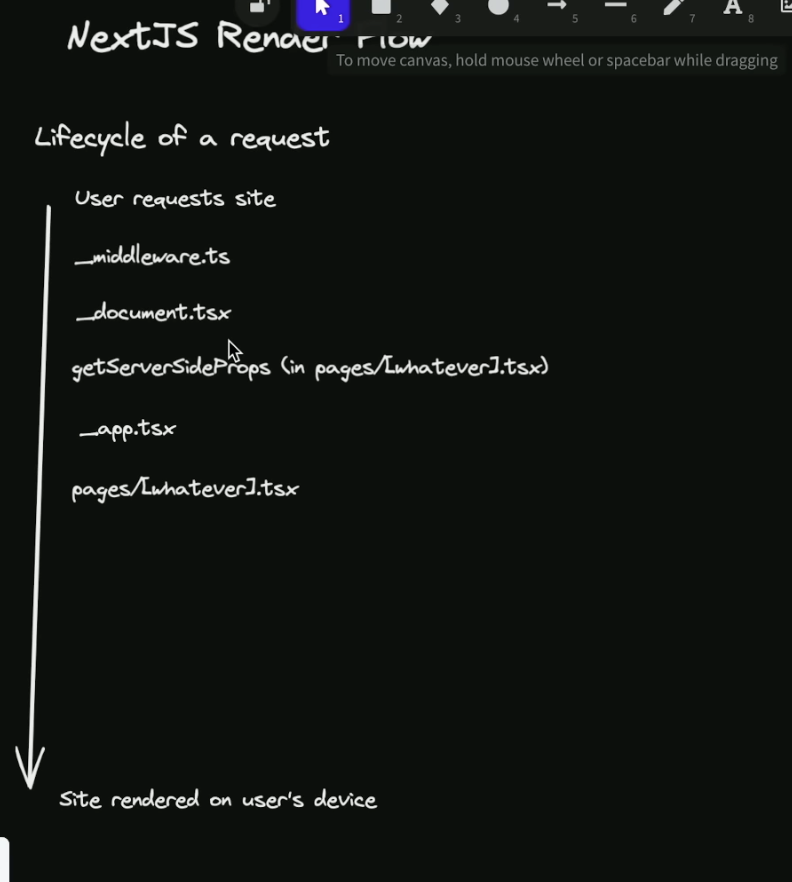 1 2 3 4 5 6 7 A 8
NextJS Render Flow
To move canvas, hold mouse wheel or spacebar while dragging
Lifecycle of a request
User requests site
_middleware.ts
_document.tsx
getServerSideProps (in pages/[whatever].tsx)
_app.tsx
pages/[whatever].tsx
Site rendered on user's device